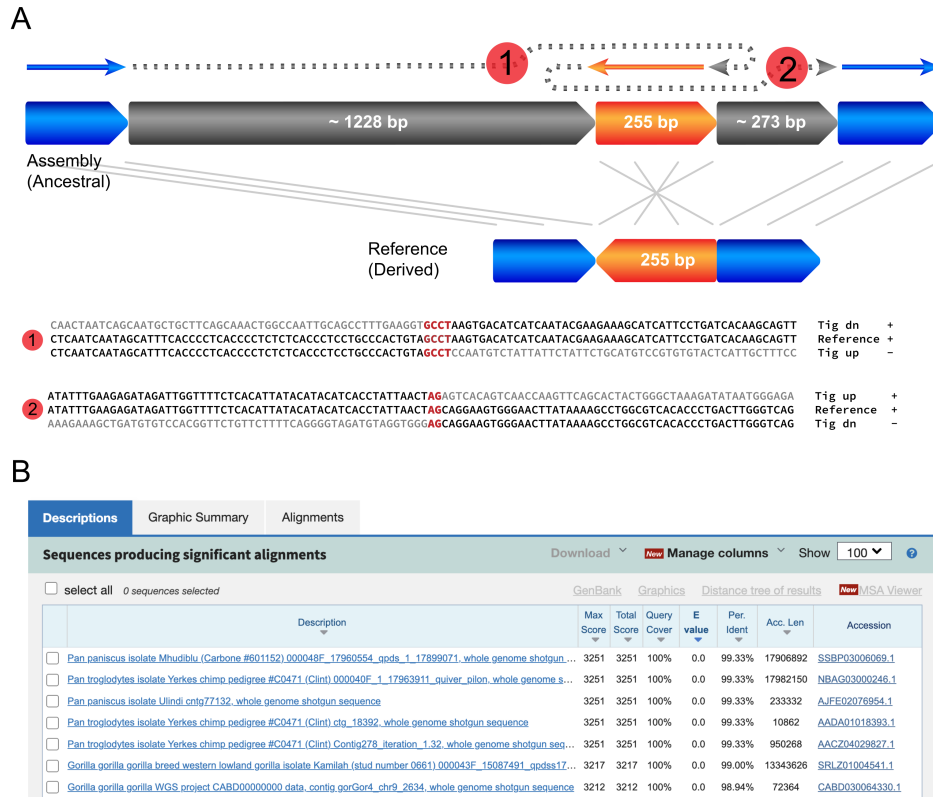 A
1
2
~ 1228 bp
255 bp
~ 273 bp
Assembly
(Ancestral)
Reference
(Derived)
255 bp
1
CAACTAATCAGCAATGCTGCTTCAGCAAACTGGCCAATTGCAGCCTTTGAAGGTGCCTAAGTGACATCATCAATACGAAGAAAGCATCATTCCTGATCACAAGCAGTT Tig dn +
CTCAATCAATAGCATTTCACCCCTCACCCCTCTCTCACCCTCCTGCCCACTGTAGCCTAAGTGACATCATCAATACGAAGAAAGCATCATTCCTGATCACAAGCAGTT Reference +
CTCAATCAATAGCATTTCACCCCTCACCCCTCTCTCACCCTCCTGCCCACTGTAGCCTCCAATGTCTATTATTCTATTCTGCATGTCCGTGTGTACTCATTGCTTTCC Tig up −
2
ATATTTGAAGAGATAGATTGGTTTTCTCACATTATACATACATCACCTATTAACTAGAGTCACAGTCAACCAAGTTCAGCACTACTGGGCTAAAGATATAATGGGAGA Tig up +
ATATTTGAAGAGATAGATTGGTTTTCTCACATTATACATACATCACCTATTAACTAGCAGGAAGTGGGAACTTATAAAAGCCTGGCGTCACACCCTGACTTGGGTCAG Reference +
AAAGAAAGCTGATGTGTCCACGGTTCTGTTCTTTTCAGGGGTAGATGTAGGTGGGAGCAGGAAGTGGGAACTTATAAAAGCCTGGCGTCACACCCTGACTTGGGTCAG Tig dn −
B
Descriptions Graphic Summary Alignments
Sequences producing significant alignments Download New Manage columns Show 100 ?
select all 0 sequences selected GenBank Graphics Distance tree of results New MSA Viewer
Description Max Score Total Score Query Cover E value Per. Ident Acc. Len Accession
Pan paniscus isolate Mhudiblu (Carbone #601152) 000048F_17960554_qpds_1_17899071, whole genome shotgun ... 3251 3251 100% 0.0 99.33% 17906892 SSBP03006069.1
Pan troglodytes isolate Yerkes chimp pedigree #C0471 (Clint) 000040F_1_17963911_quiver_pilon, whole genome s... 3251 3251 100% 0.0 99.33% 17982150 NBAG03000246.1
Pan paniscus isolate Ulindi cntg77132, whole genome shotgun sequence 3251 3251 100% 0.0 99.33% 233332 AJFE02076954.1
Pan troglodytes isolate Yerkes chimp pedigree #C0471 (Clint) ctg_18392, whole genome shotgun sequence 3251 3251 100% 0.0 99.33% 10862 AADA01018393.1
Pan troglodytes isolate Yerkes chimp pedigree #C0471 (Clint) Contig278_iteration_1.32, whole genome shotgun seq... 3251 3251 100% 0.0 99.33% 950268 AACZ04029827.1
Gorilla gorilla gorilla breed western lowland gorilla isolate Kamilah (stud number 0661) 000043F_15087491_qpdss17... 3217 3217 100% 0.0 99.00% 13343626 SRLZ01004541.1
Gorilla gorilla gorilla WGS project CABD00000000 data, contig gorGor4_chr9_2634, whole genome shotgun sequence 3212 3212 100% 0.0 98.94% 72364 CABD030064330.1